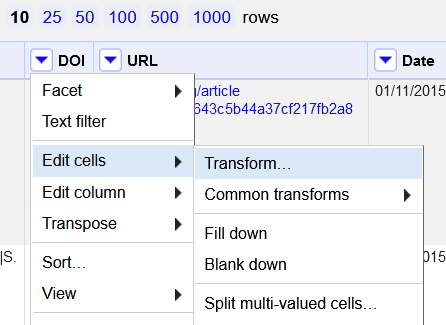 10 25 50 100 500 1000 rows
DOI URL Date
Facet g/article 01/11/2015
643c5b44a37cf217fb2a8
Text filter
Edit cells Transform…
Edit column Common transforms
Transpose Fill down
|S. Sort… Blank down 015
View Split multi-valued cells…